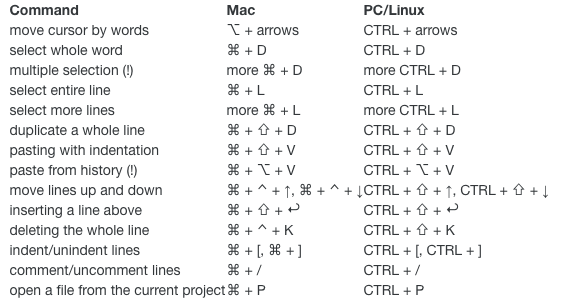 Command Mac PC/Linux
move cursor by words ⌥ + arrows CTRL + arrows
select whole word ⌘ + D CTRL + D
multiple selection (!) more ⌘ + D more CTRL + D
select entire line ⌘ + L CTRL + L
select more lines more ⌘ + L more CTRL + L
duplicate a whole line ⌘ + ⇧ + D CTRL + ⇧ + D
pasting with indentation ⌘ + ⇧ + V CTRL + ⇧ + V
paste from history (!) ⌘ + ⌥ + V CTRL + ⌥ + V
move lines up and down ⌘ + ^ + ↑, ⌘ + ^ + ↓ CTRL + ⇧ + ↑, CTRL + ⇧ + ↓
inserting a line above ⌘ + ⇧ + ↩ CTRL + ⇧ + ↩
deleting the whole line ⌘ + ^ + K CTRL + ⇧ + K
indent/unindent lines ⌘ + [, ⌘ + ] CTRL + [, CTRL + ]
comment/uncomment lines ⌘ + / CTRL + /
open a file from the current project ⌘ + P CTRL + P